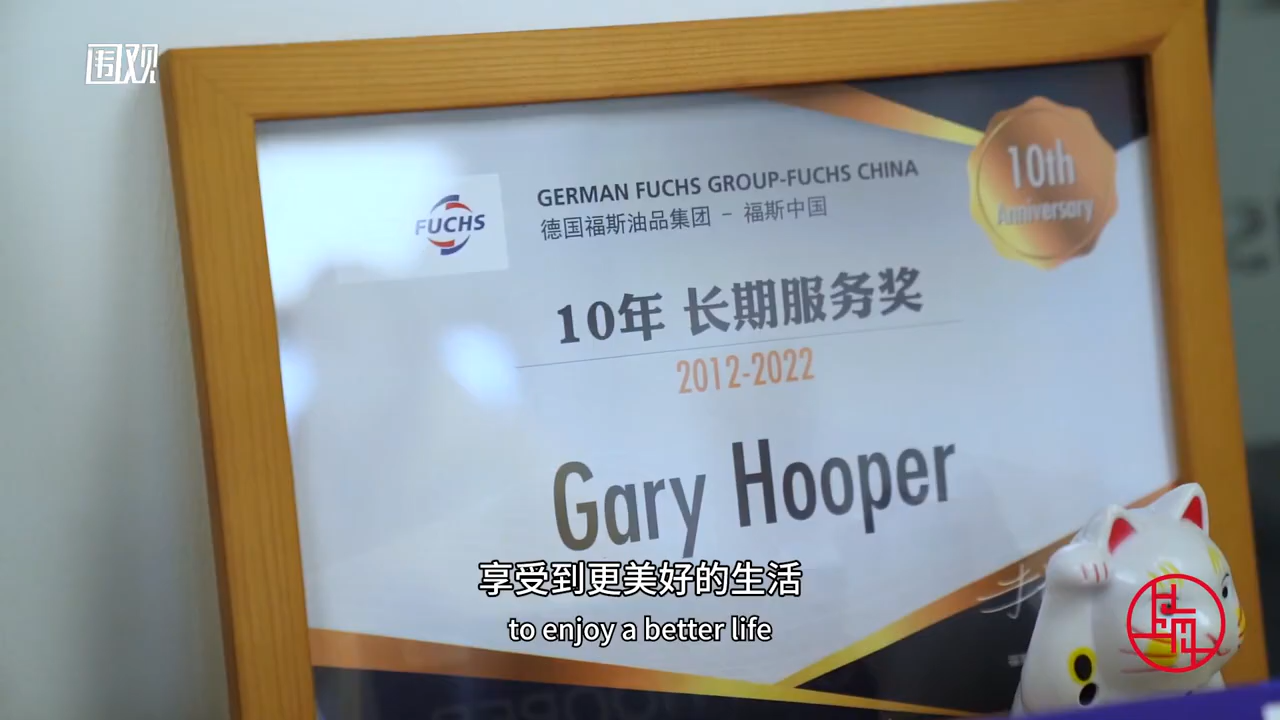 围观
10th
Anniversary
FUCHS
GERMAN FUCHS GROUP-FUCHS CHINA
德国福斯油品集团 - 福斯中国
10年 长期服务奖
2012-2022
Gary Hooper
享受到更美好的生活
to enjoy a better life